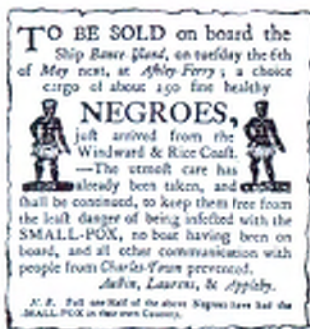 TO BE SOLD on board the
Ship Bance-Yland, on tuesday the 6th
of May next, at Ashley-Ferry; a choice
cargo of about 250 fine healthy
NEGROES,
just arrived from the
Windward & Rice Coast.
—The utmost care has
already been taken, and
shall be continued, to keep them free from
the least danger of being infected with the
SMALL-POX, no boat having been on
board, and all other communication with
people from Charles-Town prevented.
Austin, Laurens, & Appleby.
N. B. Full one Half of the above Negroes have had the
SMALL-POX in their own Country.